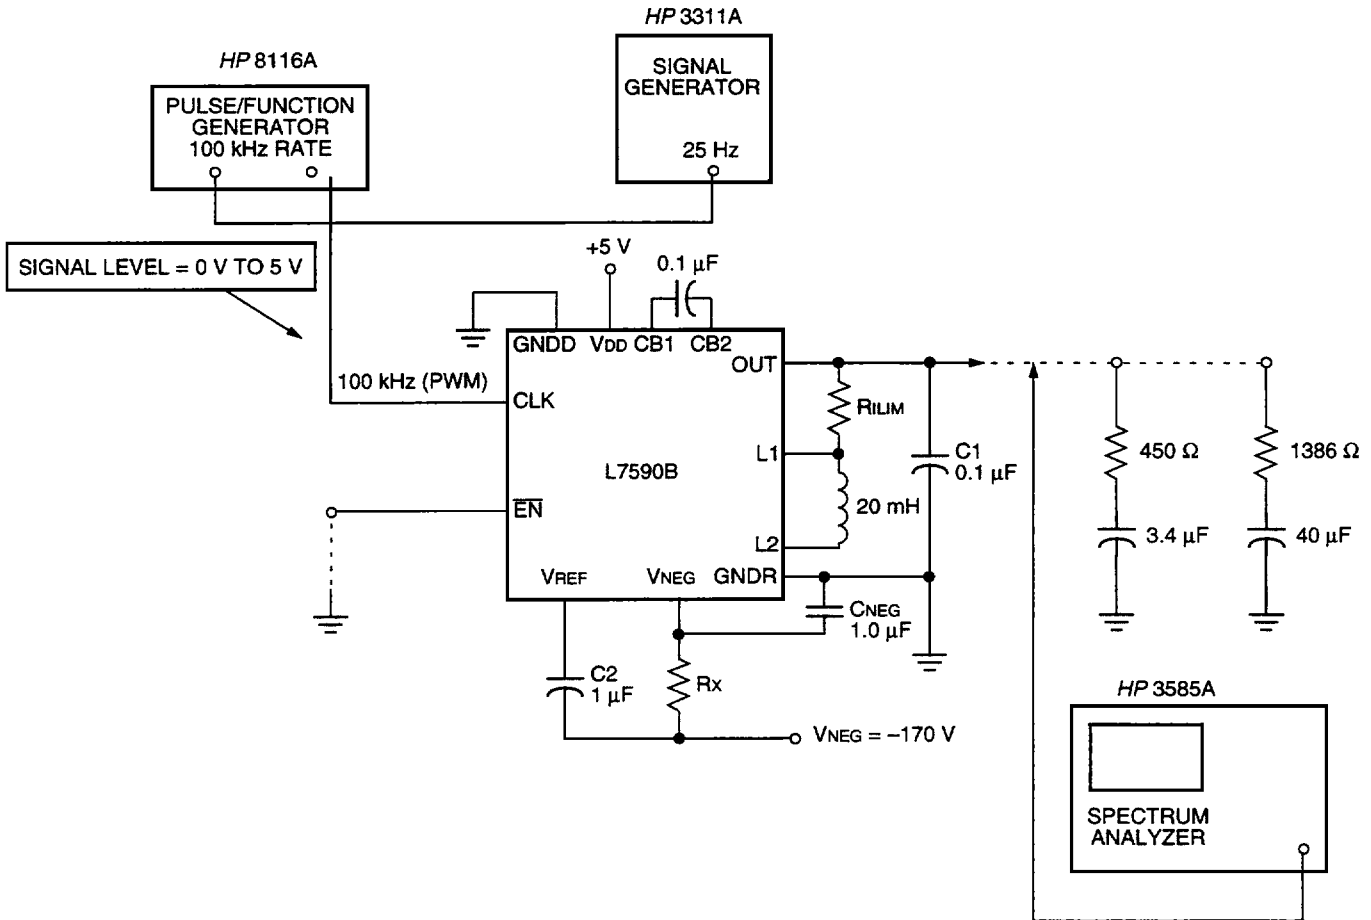 HP 3311A
SIGNAL
GENERATOR
25 Hz
HP 8116A
PULSE/FUNCTION
GENERATOR
100 kHz RATE
SIGNAL LEVEL = 0 V TO 5 V
+5 V
0.1 µF
GNDD
VDD
CB1
CB2
OUT
100 kHz (PWM)
CLK
RILIM
L1
C1
0.1 µF
450 Ω
1386 Ω
L7590B
EN
20 mH
L2
3.4 µF
40 µF
VREF
VNEG
GNDR
CNEG
1.0 µF
C2
1 µF
RX
VNEG = –170 V
HP 3585A
SPECTRUM
ANALYZER